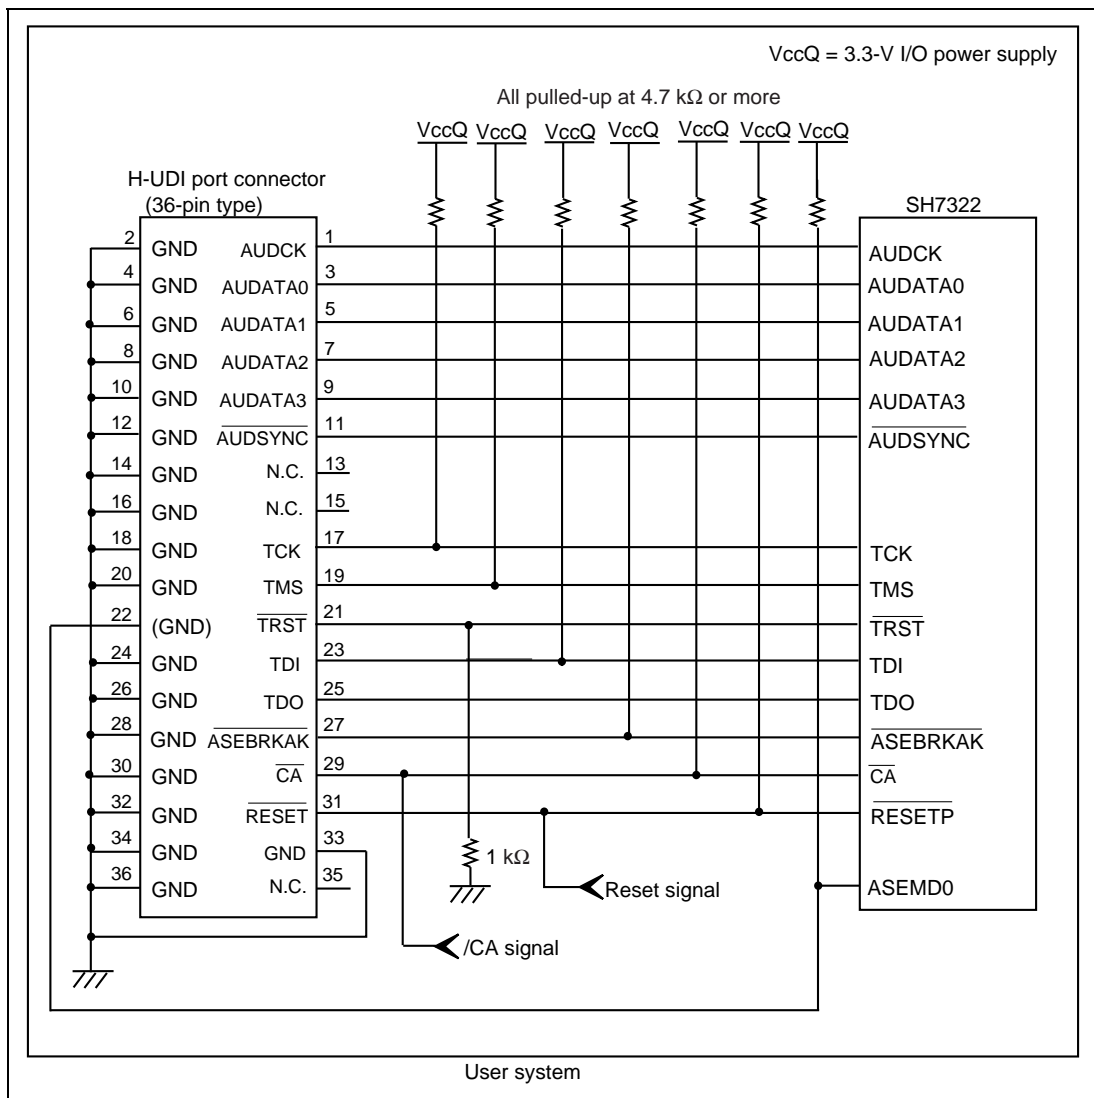 VccQ = 3.3-V I/O power supply
All pulled-up at 4.7 kΩ or more
VccQ VccQ VccQ VccQ VccQ VccQ VccQ
H-UDI port connector
(36-pin type)
SH7322
2 GND AUDCK 1 AUDCK
4 GND AUDATA0 3 AUDATA0
6 GND AUDATA1 5 AUDATA1
8 GND AUDATA2 7 AUDATA2
10 GND AUDATA3 9 AUDATA3
12 GND AUDSYNC 11 AUDSYNC
14 GND N.C. 13
16 GND N.C. 15
18 GND TCK 17 TCK
20 GND TMS 19 TMS
22 (GND) TRST 21 TRST
24 GND TDI 23 TDI
26 GND TDO 25 TDO
28 GND ASEBRKAK 27 ASEBRKAK
30 GND CA 29 CA
32 GND RESET 31 RESETP
34 GND GND 33
1 kΩ
36 GND N.C. 35
Reset signal
ASEMD0
/CA signal
User system